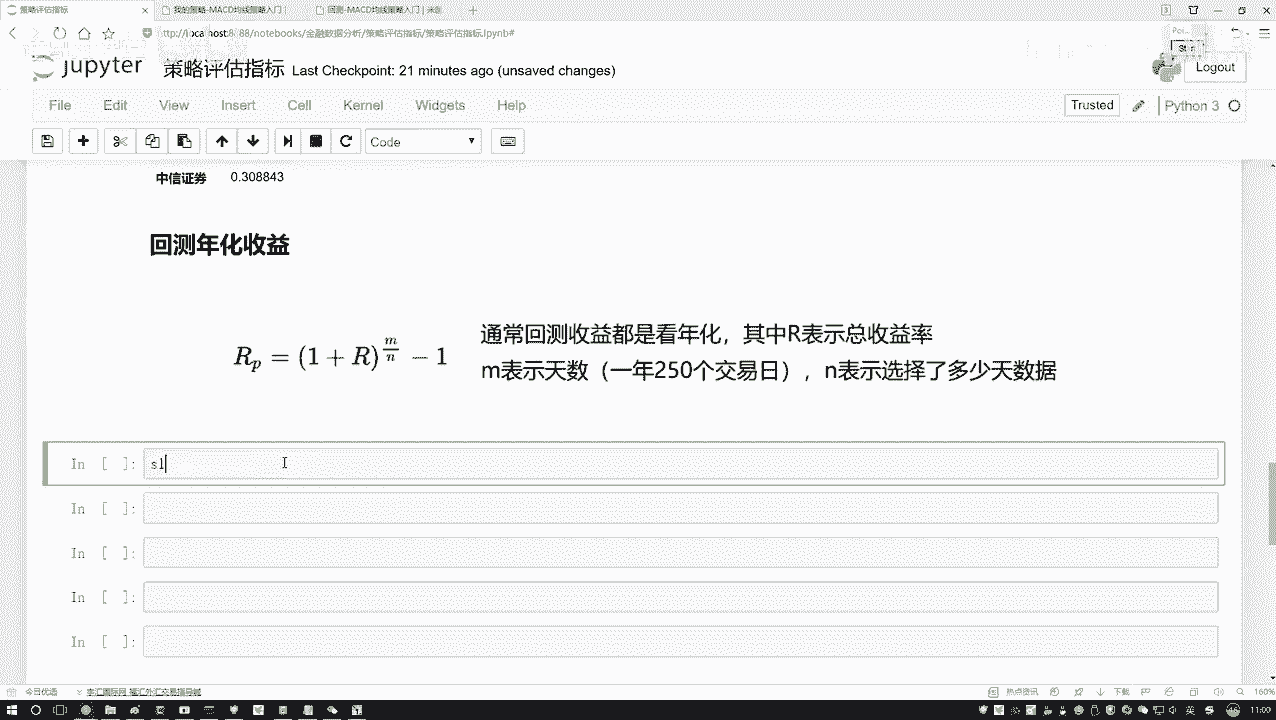 策略评估指标
我的策略-MACD均线策略入门
回测-MACD均线策略入门 | 米筐
ttp://localhost:8888/notebooks/金融数据分析/策略评估指标/策略评估指标.ipynb#
jupyter 策略评估指标 Last Checkpoint: 21 minutes ago (unsaved changes)
Logout
File Edit View Insert Cell Kernel Widgets Help
Trusted Python 3
Code
中信证券 0.308843
回测年化收益
R_p = (1 + R)^{m/n} − 1
通常回测收益都是看年化，其中R表示总收益率
m表示天数（一年250个交易日），n表示选择了多少天数据
In [ ]: sl
In [ ]:
In [ ]:
In [ ]:
In [ ]:
今日优选
热点资讯 下载 160%
英 11:00